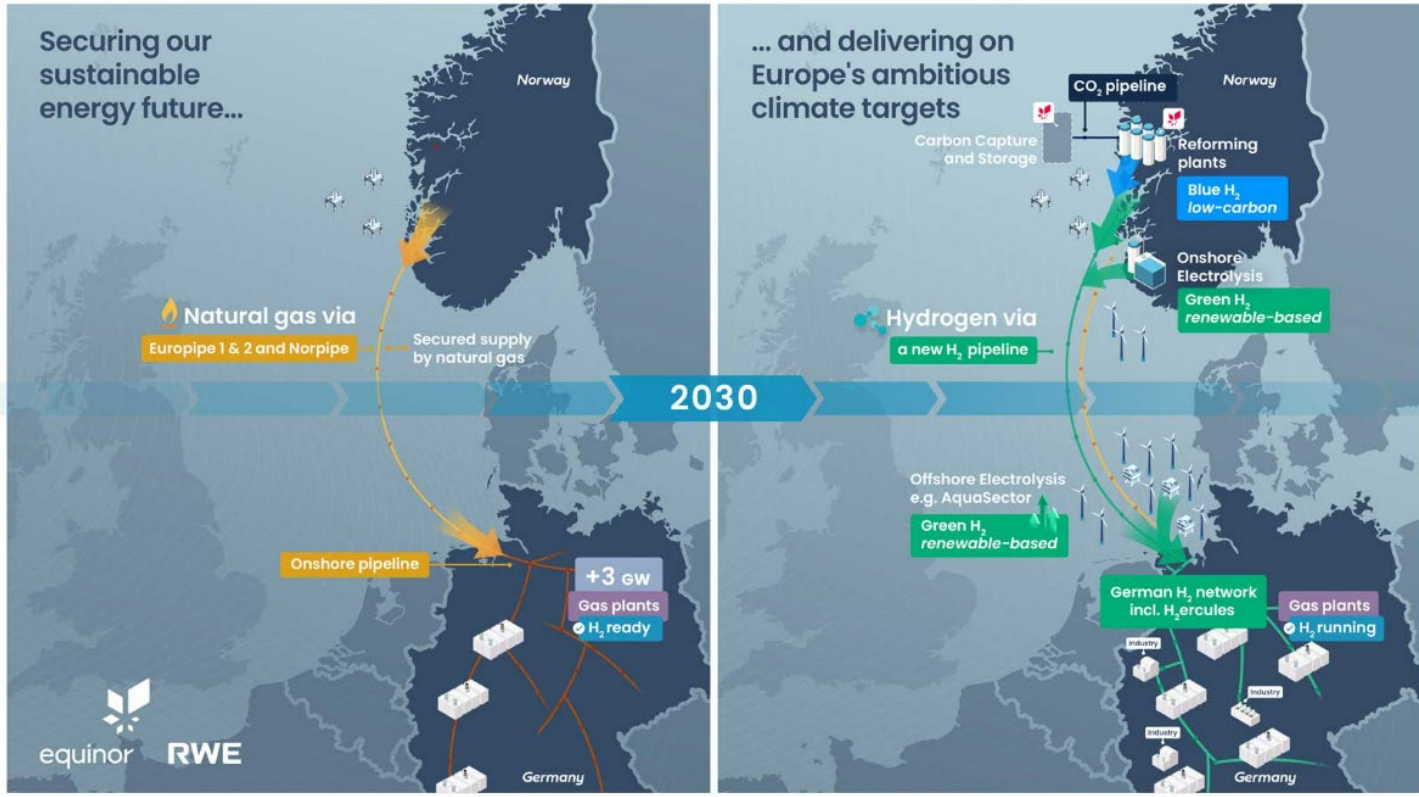 Securing our
sustainable
energy future...
Norway
Natural gas via
Europipe 1 & 2 and Norpipe
Secured supply
by natural gas
Onshore pipeline
+3 GW
Gas plants
H₂ ready
Germany
equinor
RWE
2030
... and delivering on
Europe's ambitious
climate targets
Norway
CO₂ pipeline
Carbon Capture
and Storage
Reforming
plants
Blue H₂
low-carbon
Onshore
Electrolysis
Green H₂
renewable-based
Hydrogen via
a new H₂ pipeline
Offshore Electrolysis
e.g. AquaSector
Green H₂
renewable-based
German H₂ network
incl. H₂ercules
Gas plants
H₂ running
Industry
Industry
Industry
Germany